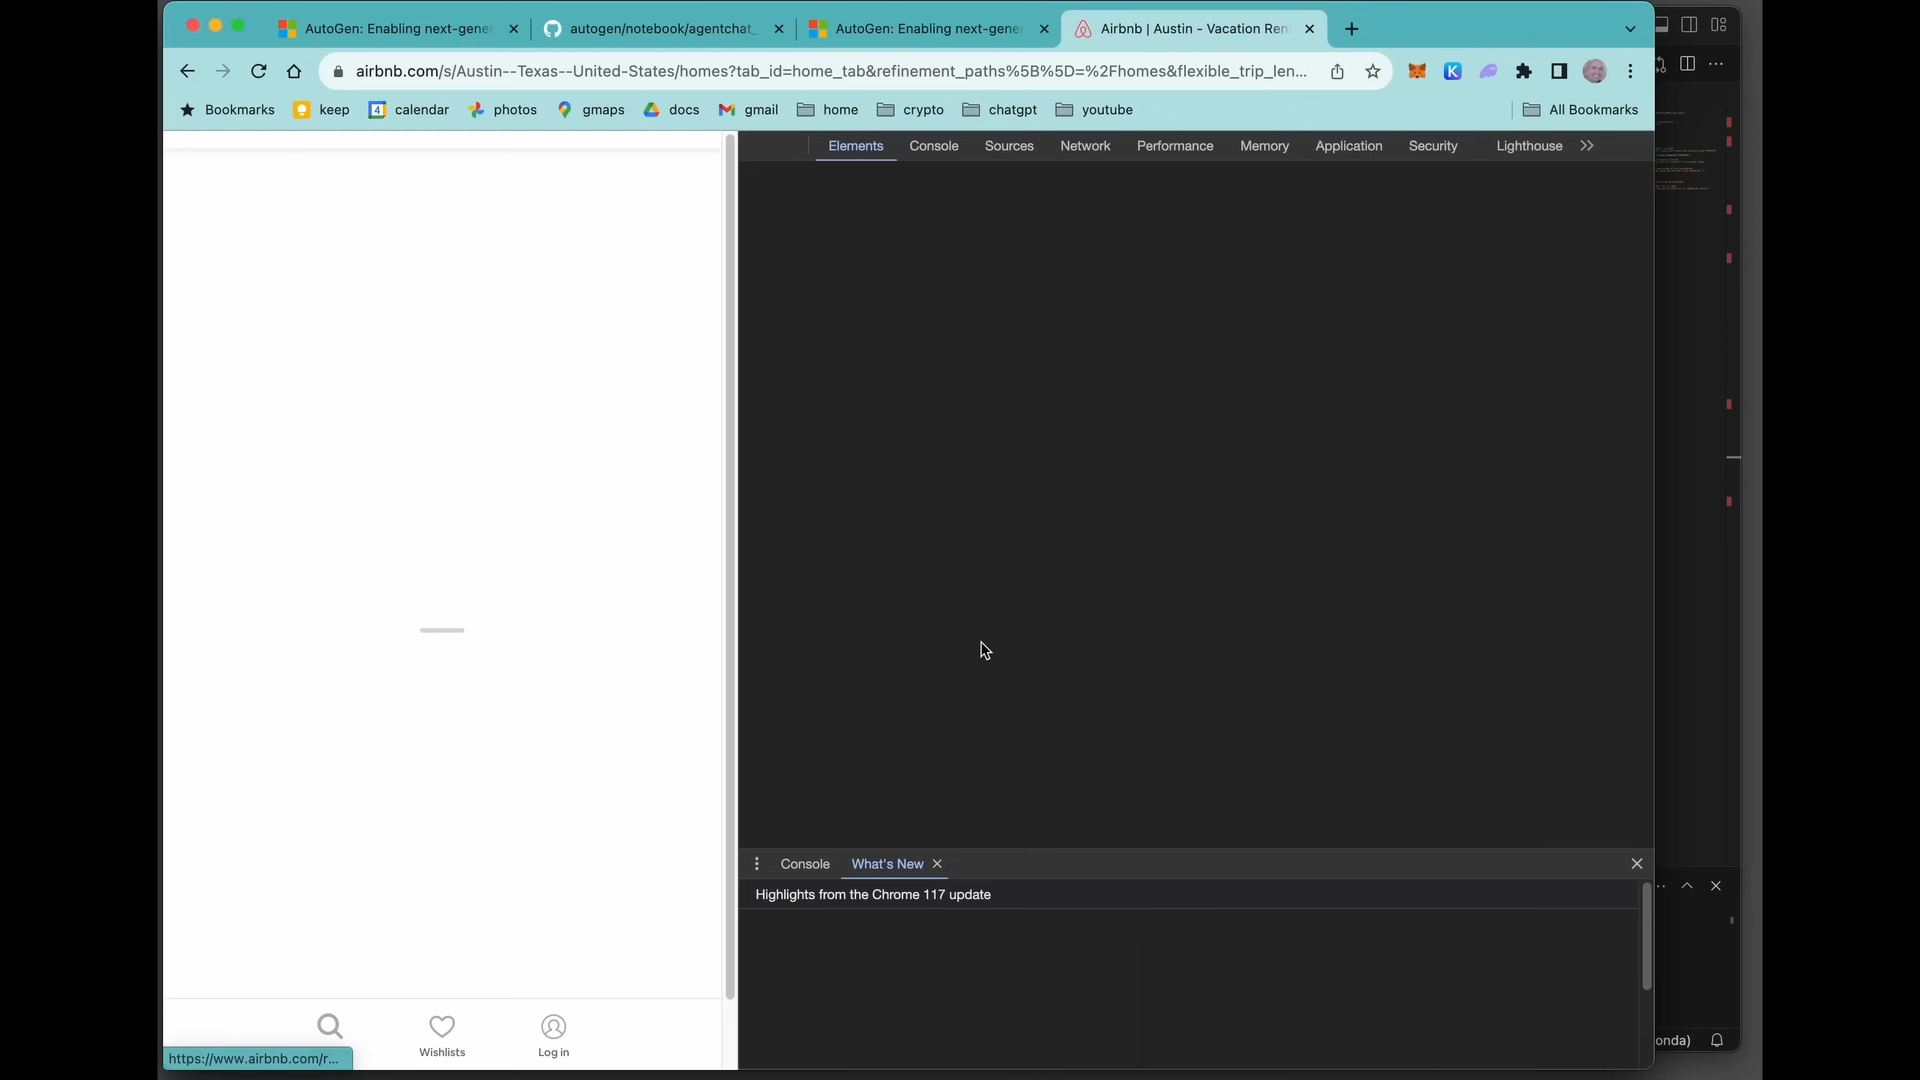 AutoGen: Enabling next-gene
autogen/notebook/agentchat_
AutoGen: Enabling next-gene
Airbnb | Austin - Vacation Ren
airbnb.com/s/Austin--Texas--United-States/homes?tab_id=home_tab&refinement_paths%5B%5D=%2Fhomes&flexible_trip_len...
Bookmarks
keep
4
calendar
photos
gmaps
docs
gmail
home
crypto
chatgpt
youtube
All Bookmarks
K
Elements
Console
Sources
Network
Performance
Memory
Application
Security
Lighthouse
Console
What's New
Highlights from the Chrome 117 update
Wishlists
Log in
https://www.airbnb.com/r...
onda)